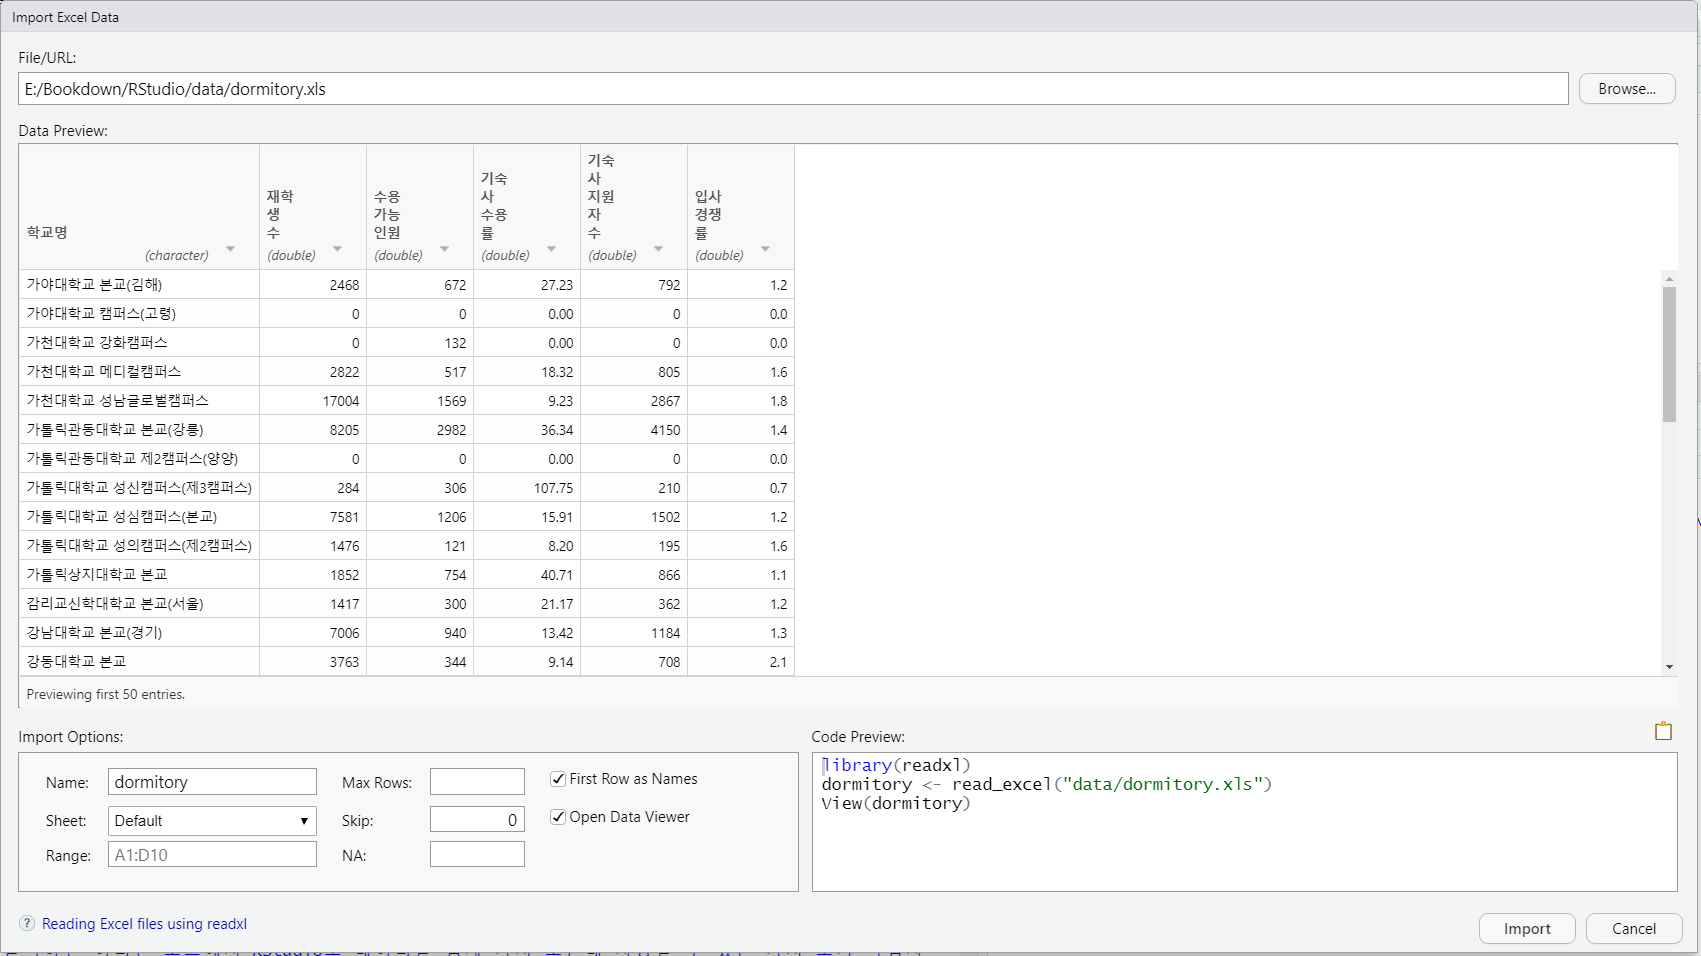 Import Excel Data
File/URL:
E:/Bookdown/RStudio/data/dormitory.xls
Browse...
Data Preview:
학교명
(character)
재학
생
수
(double)
수용
가능
인원
(double)
기숙
사
수용
률
(double)
기숙
사
지원
자
수
(double)
입사
경쟁
률
(double)
가야대학교 본교(김해) 2468 672 27.23 792 1.2
가야대학교 캠퍼스(고령) 0 0 0.00 0 0.0
가천대학교 강화캠퍼스 0 132 0.00 0 0.0
가천대학교 메디컬캠퍼스 2822 517 18.32 805 1.6
가천대학교 성남글로벌캠퍼스 17004 1569 9.23 2867 1.8
가톨릭관동대학교 본교(강릉) 8205 2982 36.34 4150 1.4
가톨릭관동대학교 제2캠퍼스(양양) 0 0 0.00 0 0.0
가톨릭대학교 성신캠퍼스(제3캠퍼스) 284 306 107.75 210 0.7
가톨릭대학교 성심캠퍼스(본교) 7581 1206 15.91 1502 1.2
가톨릭대학교 성의캠퍼스(제2캠퍼스) 1476 121 8.20 195 1.6
가톨릭상지대학교 본교 1852 754 40.71 866 1.1
감리교신학대학교 본교(서울) 1417 300 21.17 362 1.2
강남대학교 본교(경기) 7006 940 13.42 1184 1.3
강동대학교 본교 3763 344 9.14 708 2.1
Previewing first 50 entries.
Import Options:
Name: dormitory
Sheet: Default
Range: A1:D10
Max Rows:
Skip: 0
NA:
First Row as Names
Open Data Viewer
Code Preview:
library(readxl)
dormitory <- read_excel("data/dormitory.xls")
View(dormitory)
Reading Excel files using readxl
Import
Cancel